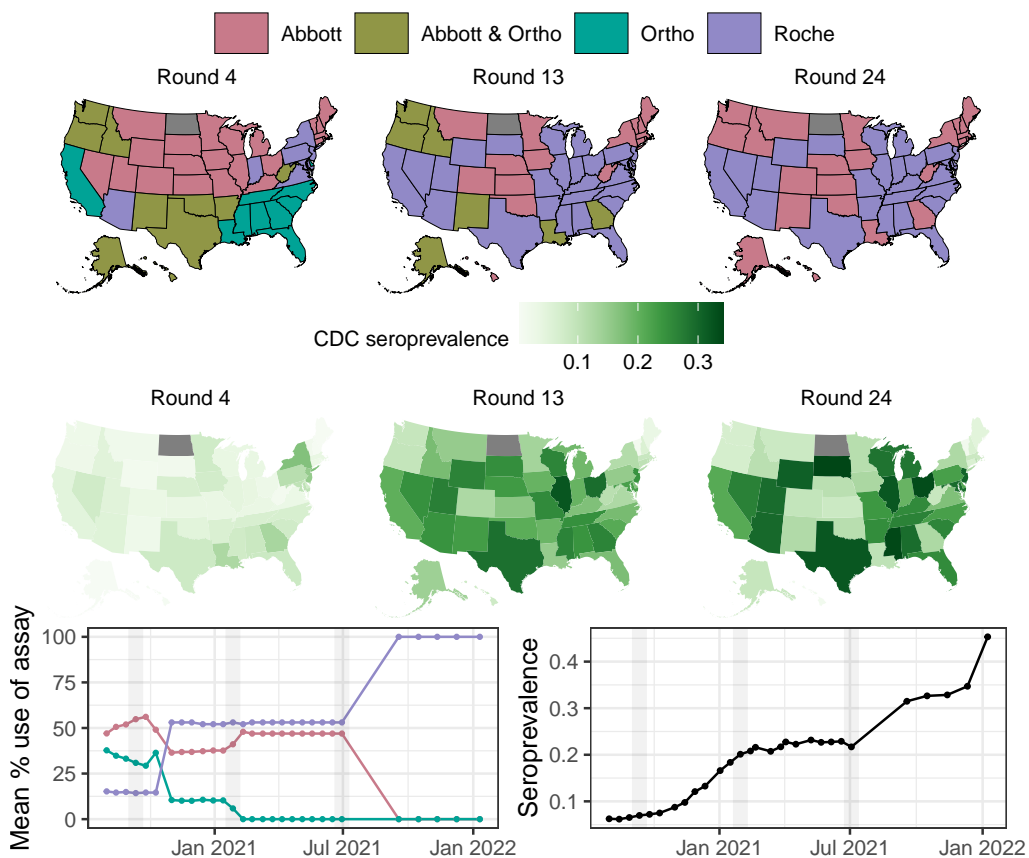 Abbott Abbott & Ortho Ortho Roche
Round 4 Round 13 Round 24
CDC seroprevalence
0.1 0.2 0.3
Round 4 Round 13 Round 24
Mean % use of assay
100
75
50
25
0
Jan 2021 Jul 2021 Jan 2022
Seroprevalence
0.4
0.3
0.2
0.1
Jan 2021 Jul 2021 Jan 2022